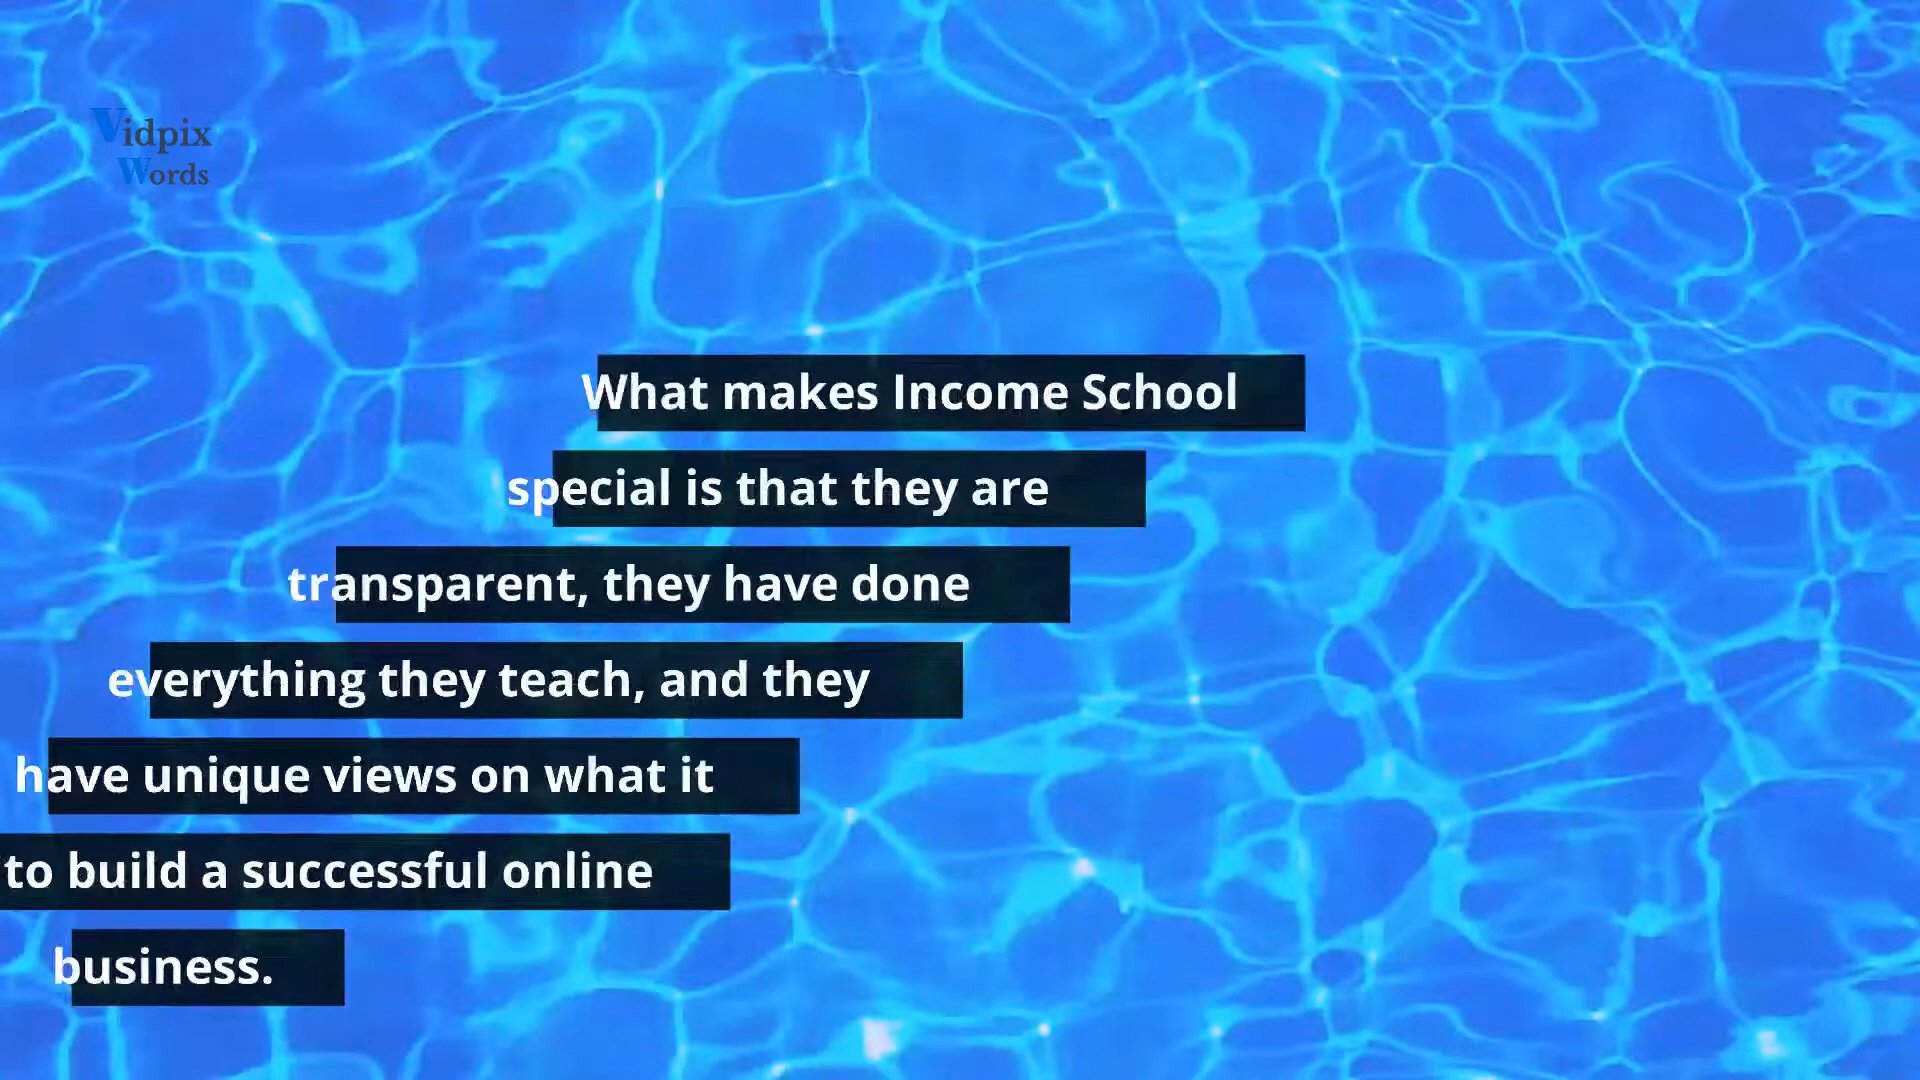 Vidpix
Words
What makes Income School
special is that they are
transparent, they have done
everything they teach, and they
have unique views on what it
to build a successful online
business.